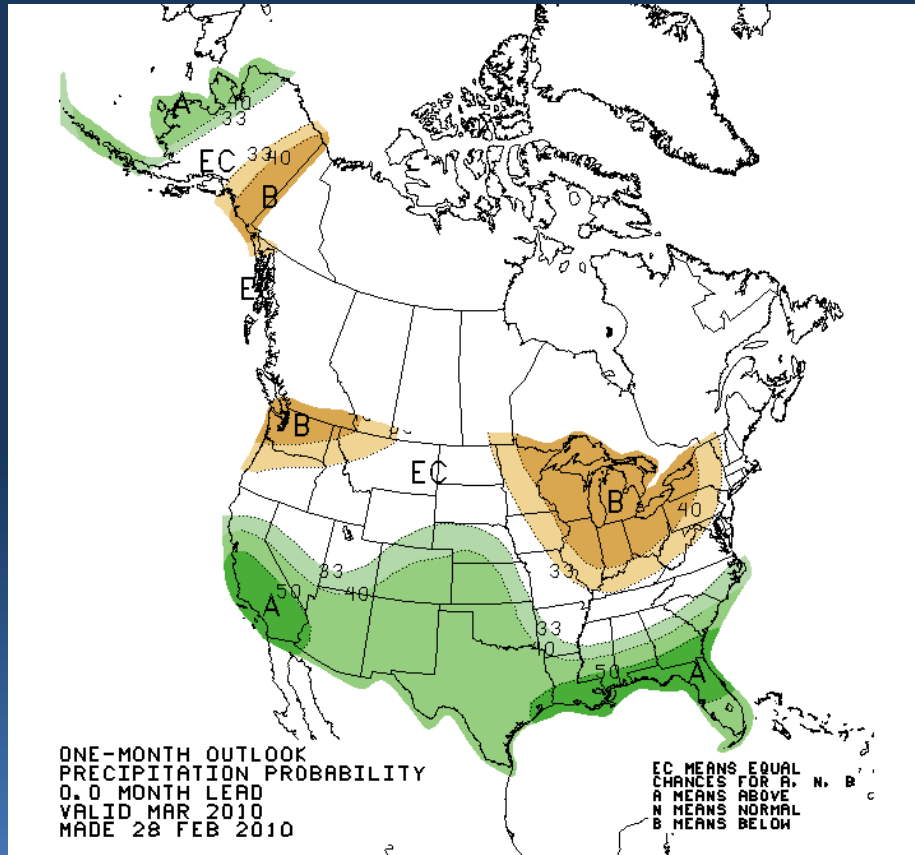 A
40
33
EC
33
40
B
B
EC
B
40
33
50
A
33
40
33
40
50
A
ONE-MONTH OUTLOOK
PRECIPITATION PROBABILITY
0.0 MONTH LEAD
VALID MAR 2010
MADE 28 FEB 2010
EC MEANS EQUAL
CHANCES FOR A, N, B
A MEANS ABOVE
N MEANS NORMAL
B MEANS BELOW